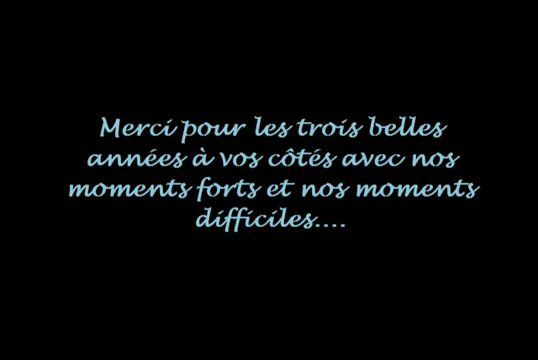 Merci pour les trois belles
années à vos côtés avec nos
moments forts et nos moments
difficiles....